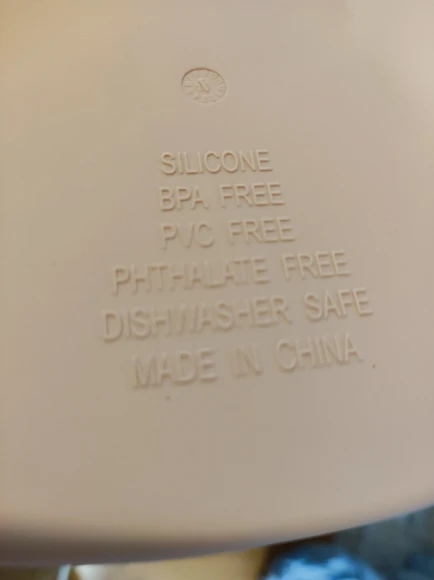 SILICONE
BPA FREE
PVC FREE
PHTHALATE FREE
DISHWASHER SAFE
MADE IN CHINA